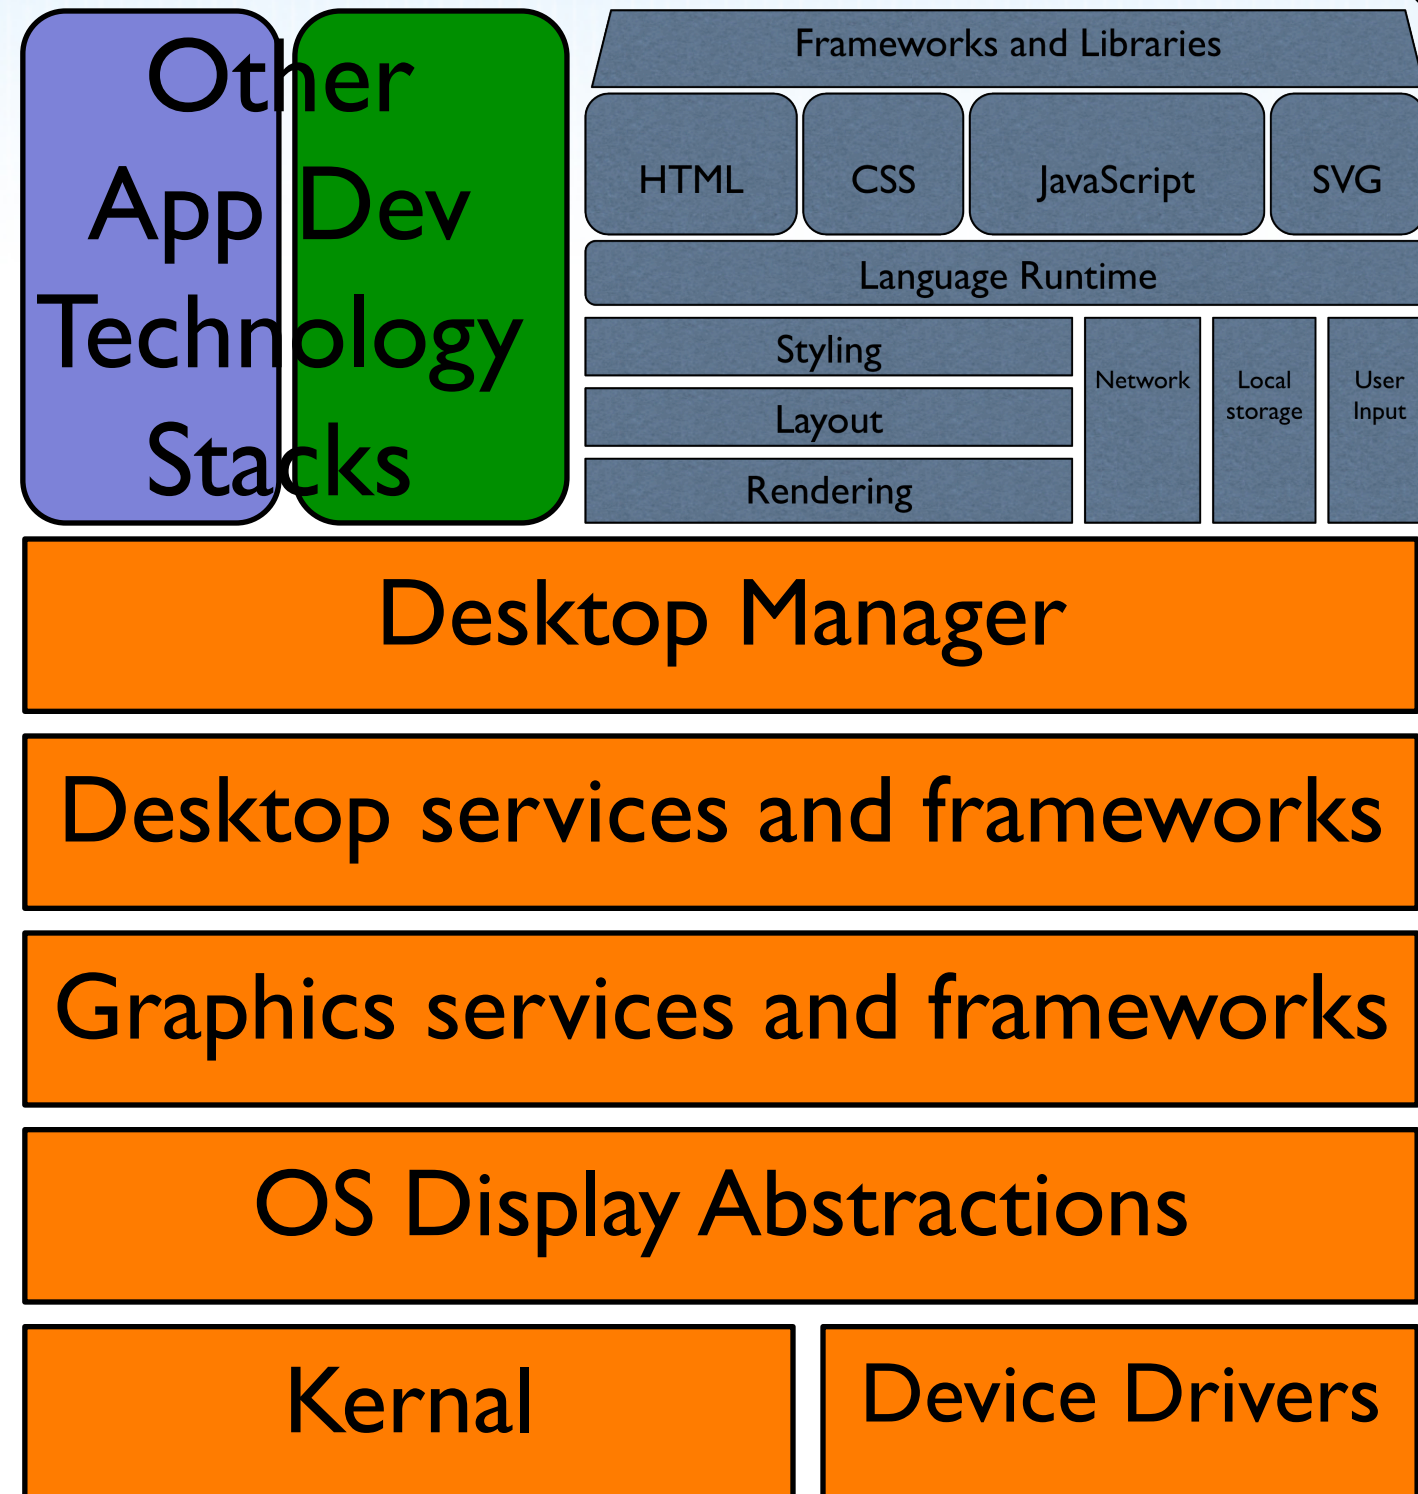 Other
App Dev
Technology
Stacks
Frameworks and Libraries
HTML
CSS
JavaScript
SVG
Language Runtime
Styling
Layout
Rendering
Network
Local
storage
User
Input
Desktop Manager
Desktop services and frameworks
Graphics services and frameworks
OS Display Abstractions
Kernal
Device Drivers